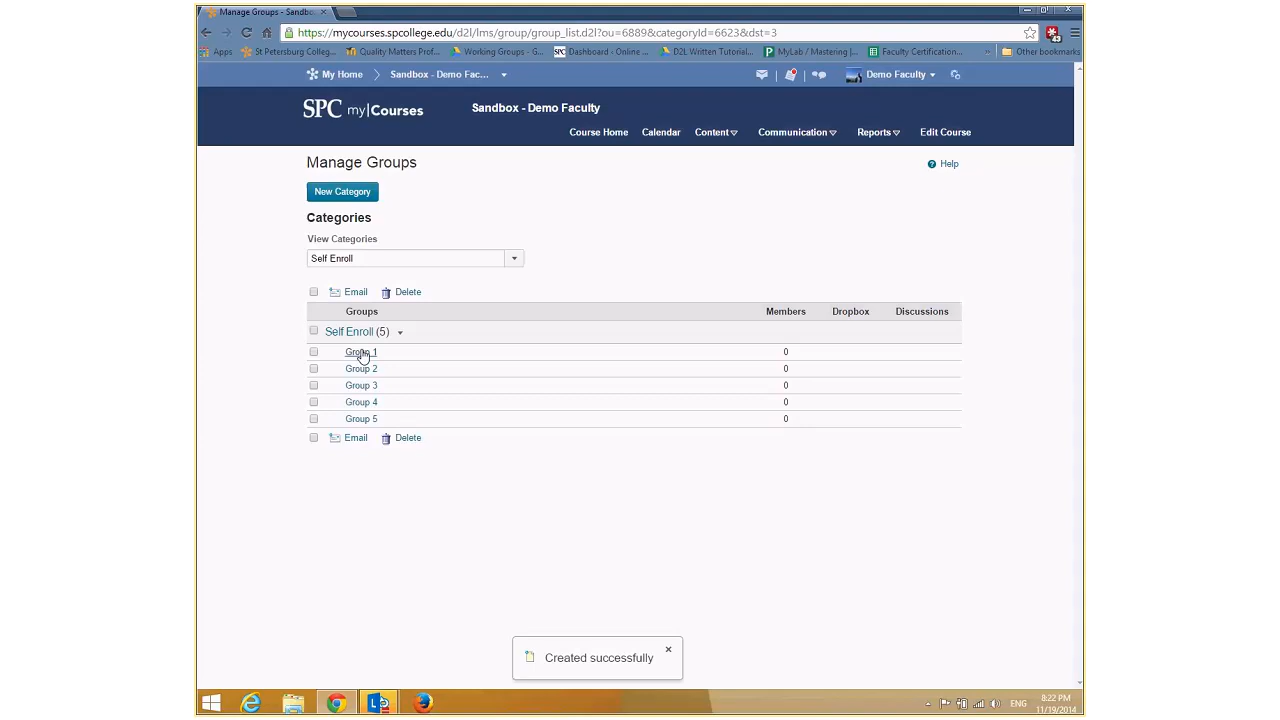 Manage Groups - Sandbo
https://mycourses.spcollege.edu/d2l/lms/group/group_list.d2l?ou=6889&categoryId=6623&dst=3
43
Apps St Petersburg Colleg... Quality Matters Prof... Working Groups - G... SPC Dashboard - Online ... D2L Written Tutorial... P MyLab / Mastering |... Faculty Certification... » Other bookmarks
My Home Sandbox - Demo Fac... Demo Faculty
SPC my|Courses Sandbox - Demo Faculty
Course Home Calendar Content Communication Reports Edit Course
Manage Groups
Help
New Category
Categories
View Categories
Self Enroll
Email Delete
Groups Members Dropbox Discussions
Self Enroll (5)
Group 1 0
Group 2 0
Group 3 0
Group 4 0
Group 5 0
Email Delete
Created successfully
ENG 8:22 PM
11/19/2014